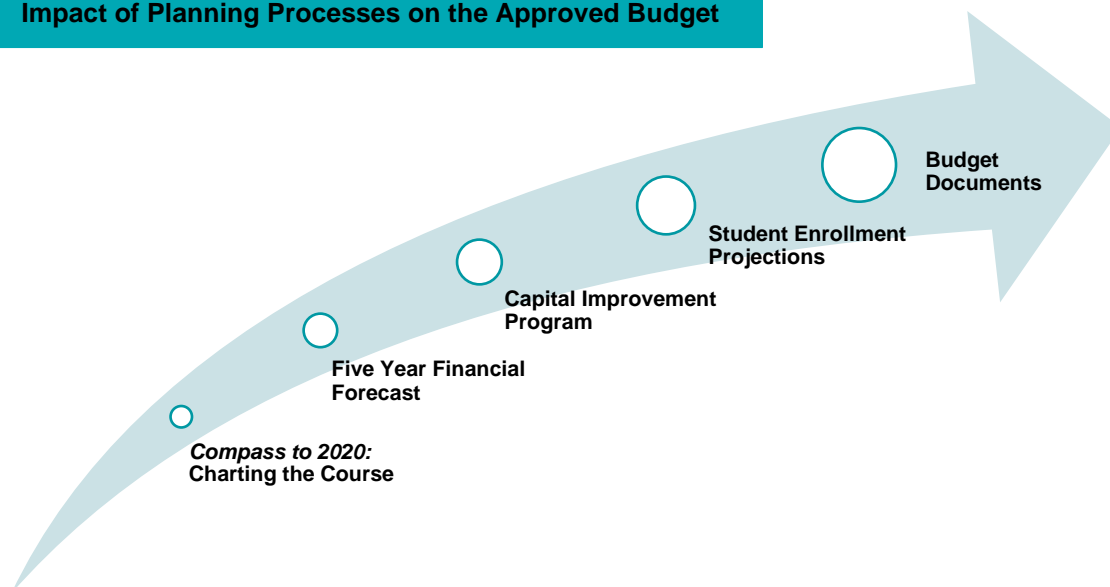 Impact of Planning Processes on the Approved Budget
Budget
Documents
Student Enrollment
Projections
Capital Improvement
Program
Five Year Financial
Forecast
Compass to 2020:
Charting the Course